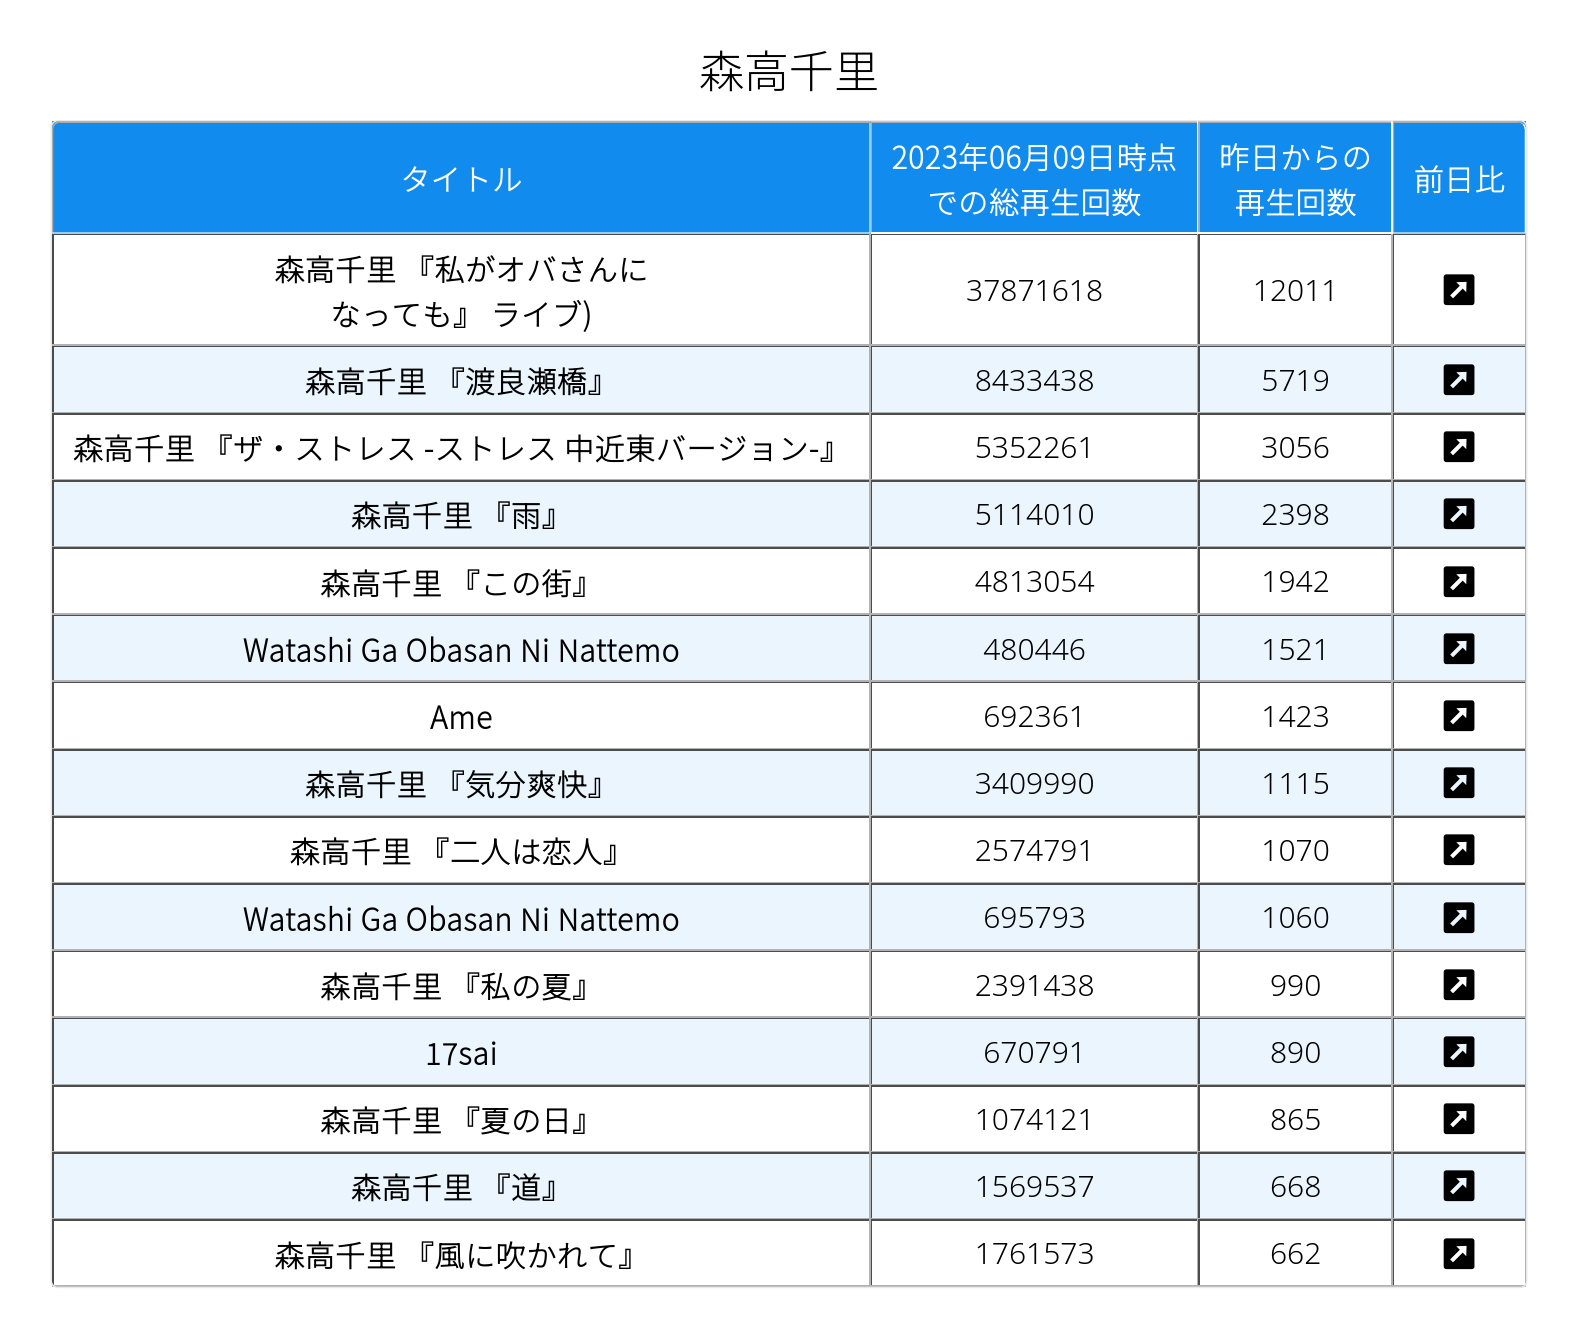 森高千里
タイトル
2023年06月09日時点
での総再生回数
昨日からの
再生回数
前日比
森高千里 『私がオバさんに
なっても』 ライブ)
37871618 12011
森高千里 『渡良瀬橋』 8433438 5719
森高千里 『ザ・ストレス -ストレス 中近東バージョン-』 5352261 3056
森高千里 『雨』 5114010 2398
森高千里 『この街』 4813054 1942
Watashi Ga Obasan Ni Nattemo 480446 1521
Ame 692361 1423
森高千里 『気分爽快』 3409990 1115
森高千里 『二人は恋人』 2574791 1070
Watashi Ga Obasan Ni Nattemo 695793 1060
森高千里 『私の夏』 2391438 990
17sai 670791 890
森高千里 『夏の日』 1074121 865
森高千里 『道』 1569537 668
森高千里 『風に吹かれて』 1761573 662